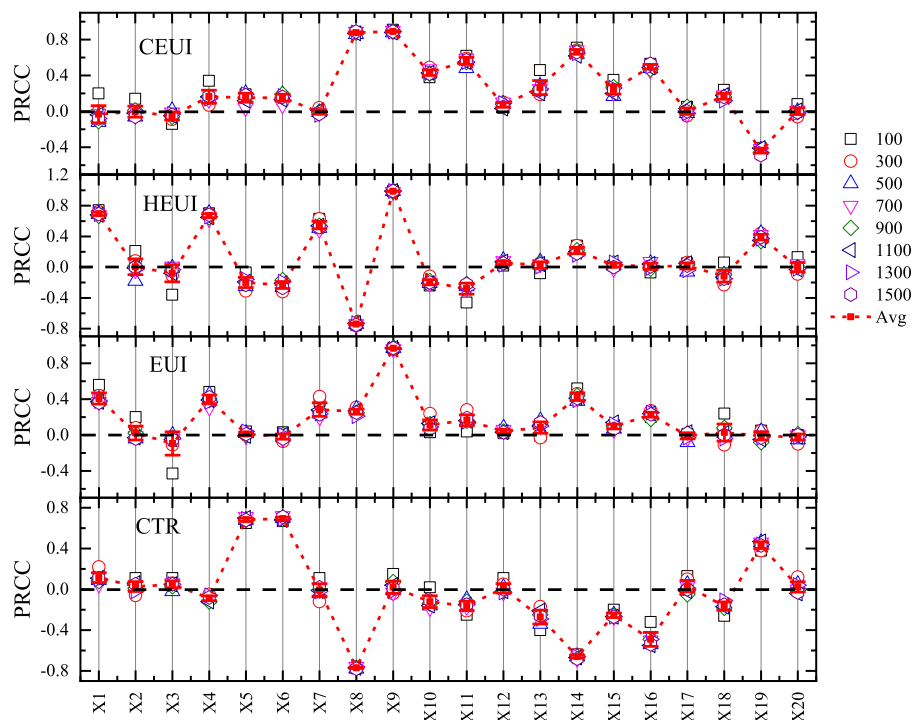 CEUI
PRCC
0.8
0.4
0.0
-0.4
1.2
HEUI
PRCC
0.8
0.4
0.0
-0.4
-0.8
EUI
PRCC
0.8
0.4
0.0
-0.4
CTR
PRCC
0.8
0.4
0.0
-0.4
-0.8
X1 X2 X3 X4 X5 X6 X7 X8 X9 X10 X11 X12 X13 X14 X15 X16 X17 X18 X19 X20
100
300
500
700
900
1100
1300
1500
Avg